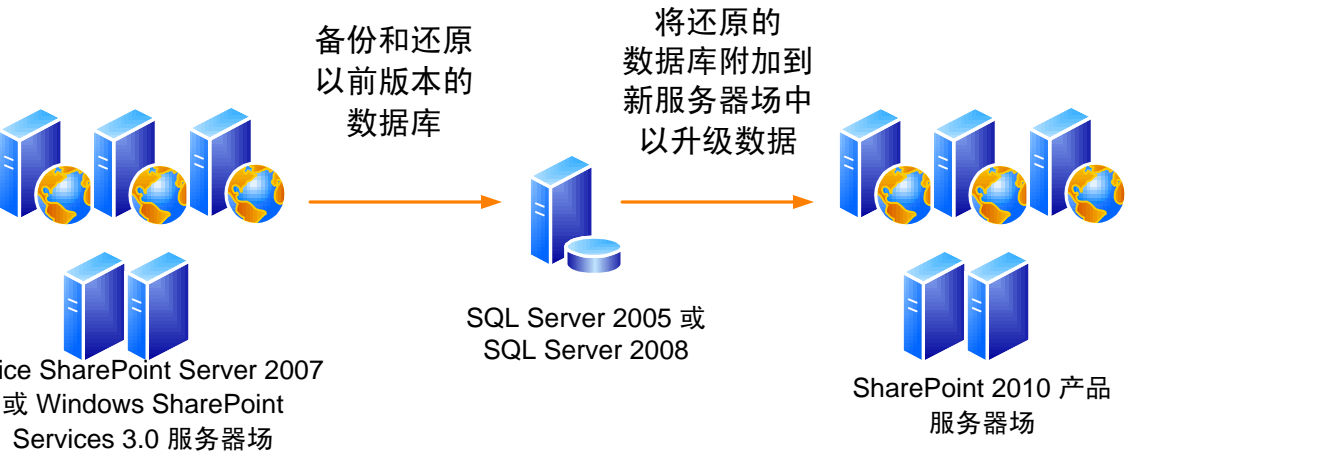 备份和还原
以前版本的
数据库
将还原的
数据库附加到
新服务器场中
以升级数据
SQL Server 2005 或
SQL Server 2008
ice SharePoint Server 2007
或 Windows SharePoint
Services 3.0 服务器场
SharePoint 2010 产品
服务器场